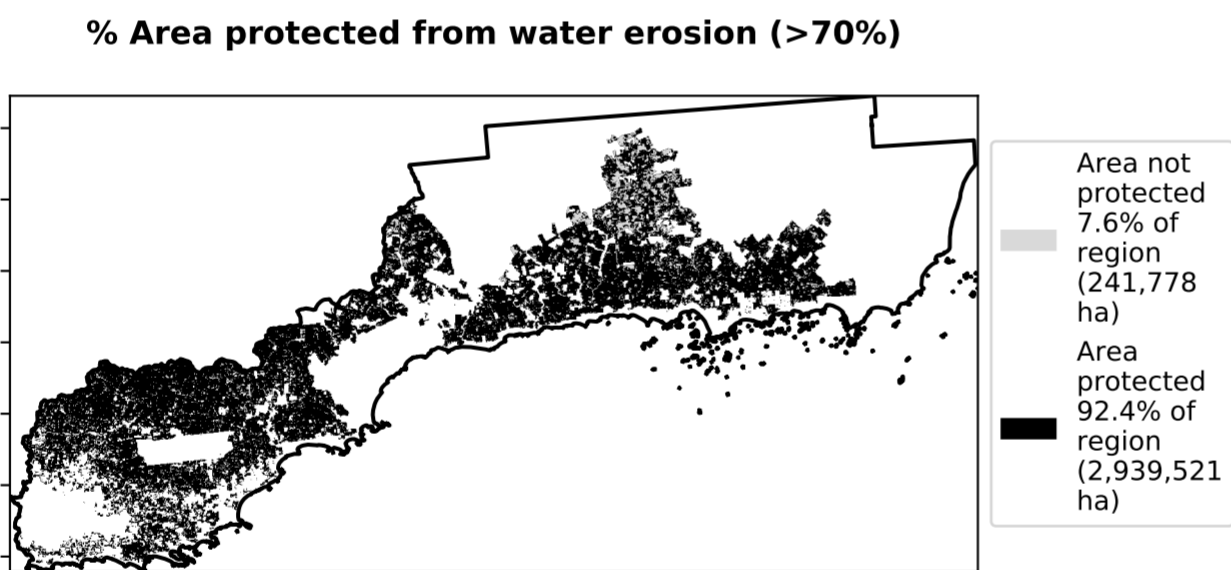 % Area protected from water erosion (>70%)
Area not
protected
7.6% of
region
(241,778
ha)
Area
protected
92.4% of
region
(2,939,521
ha)